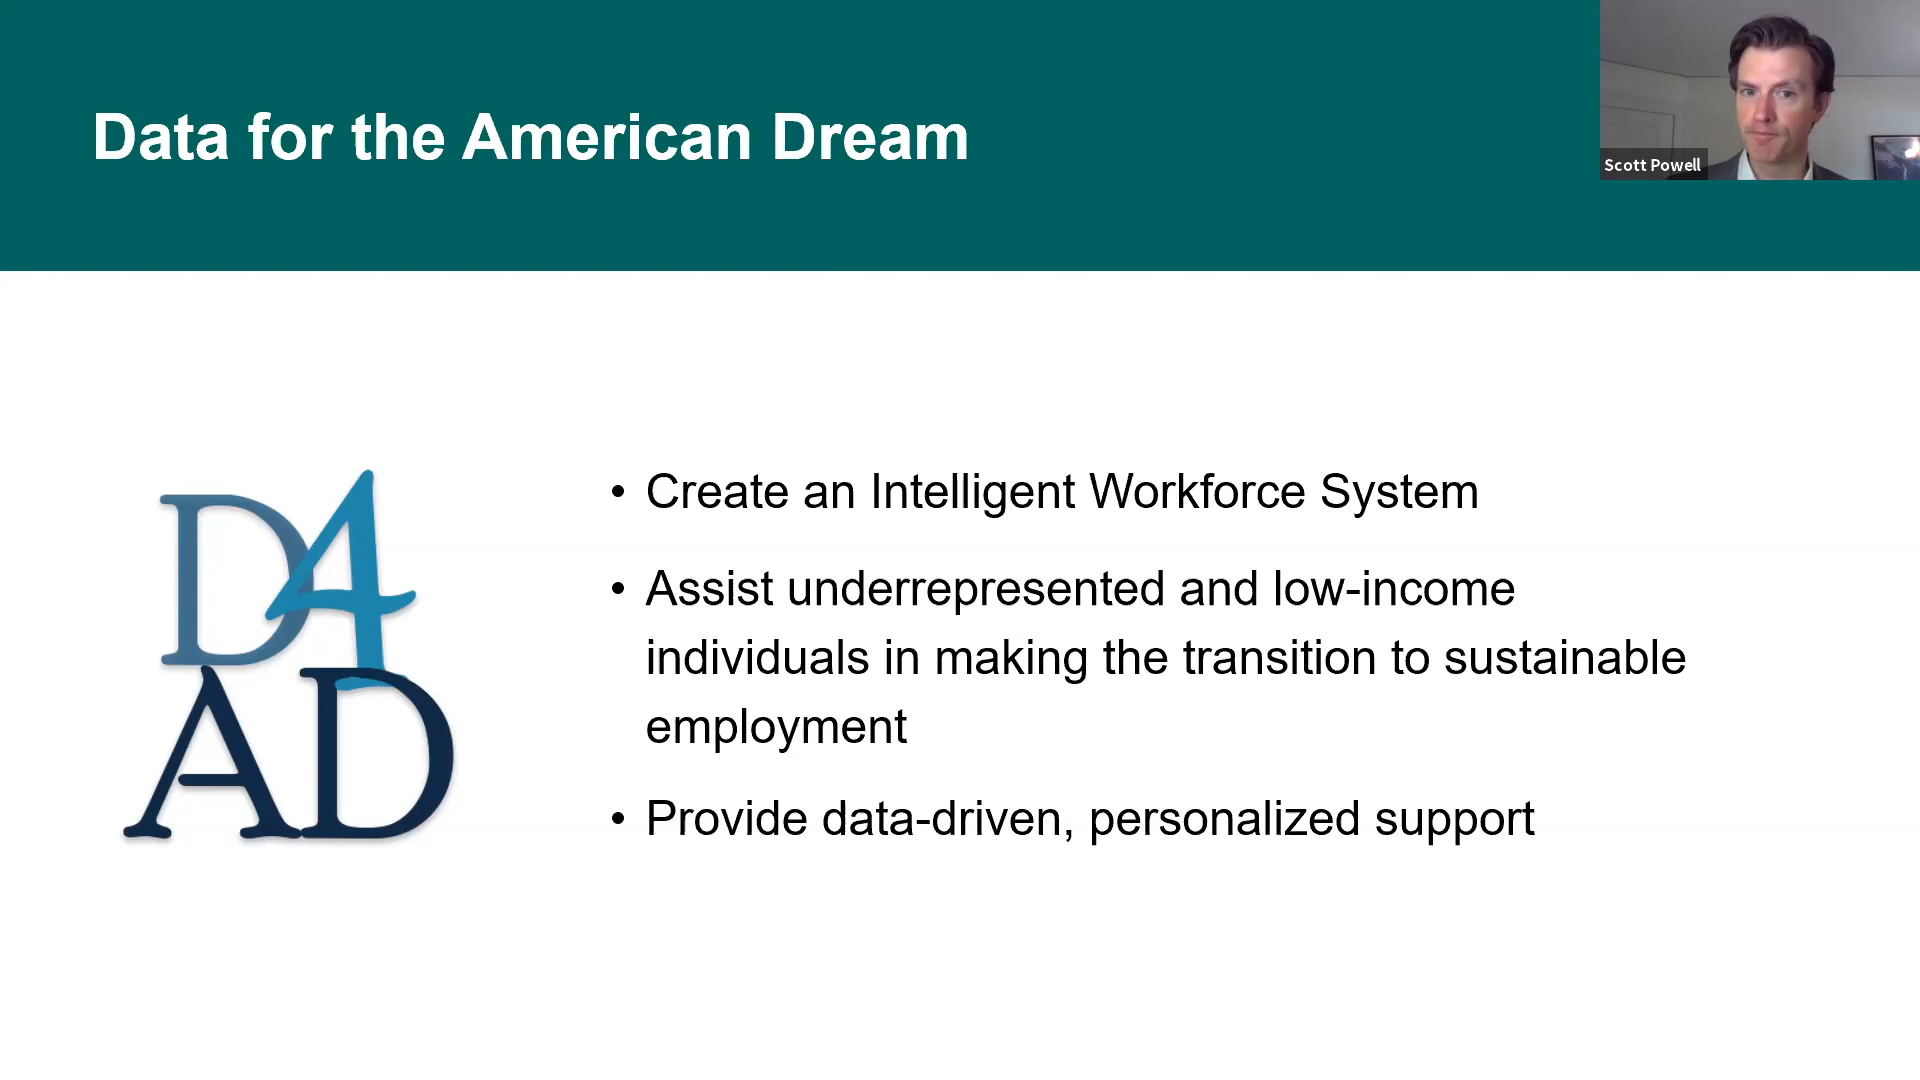 Data for the American Dream
Scott Powell
D4
AD
• Create an Intelligent Workforce System
• Assist underrepresented and low-income
individuals in making the transition to sustainable
employment
• Provide data-driven, personalized support